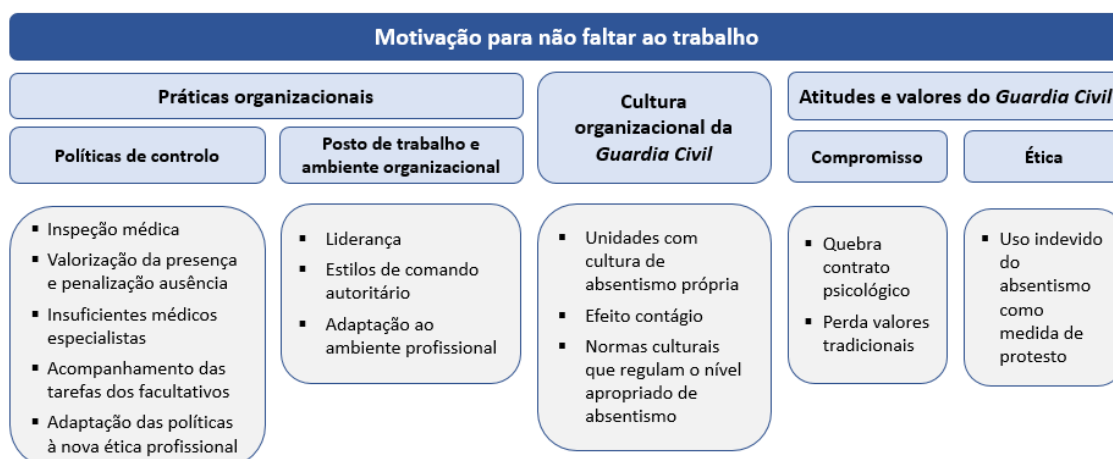 Motivação para não faltar ao trabalho
Práticas organizacionais
Políticas de controlo
Posto de trabalho e
ambiente organizacional
Cultura
organizacional da
Guardia Civil
Atitudes e valores do Guardia Civil
Compromisso
Ética
▪ Inspeção médica
▪ Valorização da presença
e penalização ausência
▪ Insuficientes médicos
especialistas
▪ Acompanhamento das
tarefas dos facultativos
▪ Adaptação das políticas
à nova ética profissional
▪ Liderança
▪ Estilos de comando
autoritário
▪ Adaptação ao
ambiente profissional
▪ Unidades com
cultura de
absentismo própria
▪ Efeito contágio
▪ Normas culturais
que regulam o nível
apropriado de
absentismo
▪ Quebra
contrato
psicológico
▪ Perda valores
tradicionais
▪ Uso indevido
do
absentismo
como
medida de
protesto